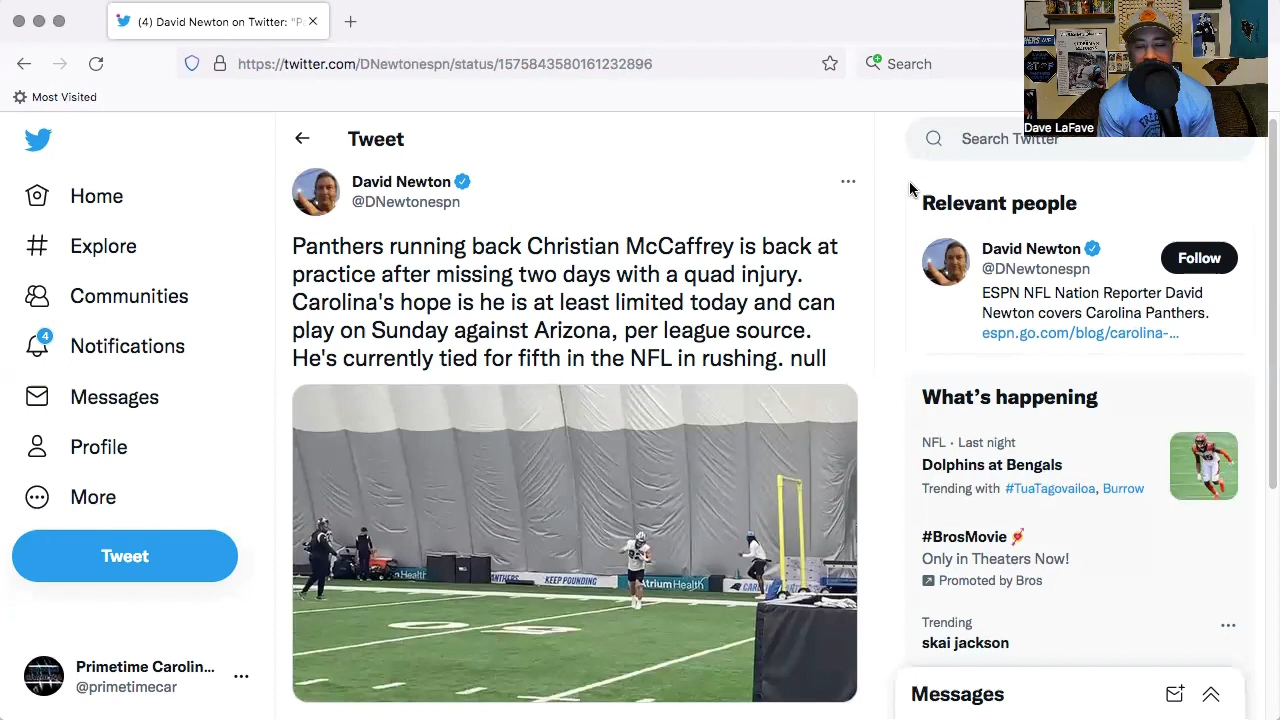 (4) David Newton on Twitter: "Pa
https://twitter.com/DNewtonespn/status/1575843580161232896
Search
Most Visited
Dave LaFave
Home
Explore
Communities
4
Notifications
Messages
Profile
More
Tweet
Primetime Carolin...
@primetimecar
Tweet
David Newton
@DNewtonespn
Panthers running back Christian McCaffrey is back at
practice after missing two days with a quad injury.
Carolina's hope is he is at least limited today and can
play on Sunday against Arizona, per league source.
He's currently tied for fifth in the NFL in rushing. null
KEEP POUNDING
Atrium Health
Search Twitter
Relevant people
David Newton
@DNewtonespn
Follow
ESPN NFL Nation Reporter David
Newton covers Carolina Panthers.
espn.go.com/blog/carolina-...
What's happening
NFL · Last night
Dolphins at Bengals
Trending with #TuaTagovailoa, Burrow
#BrosMovie
Only in Theaters Now!
Promoted by Bros
Trending
skai jackson
Messages